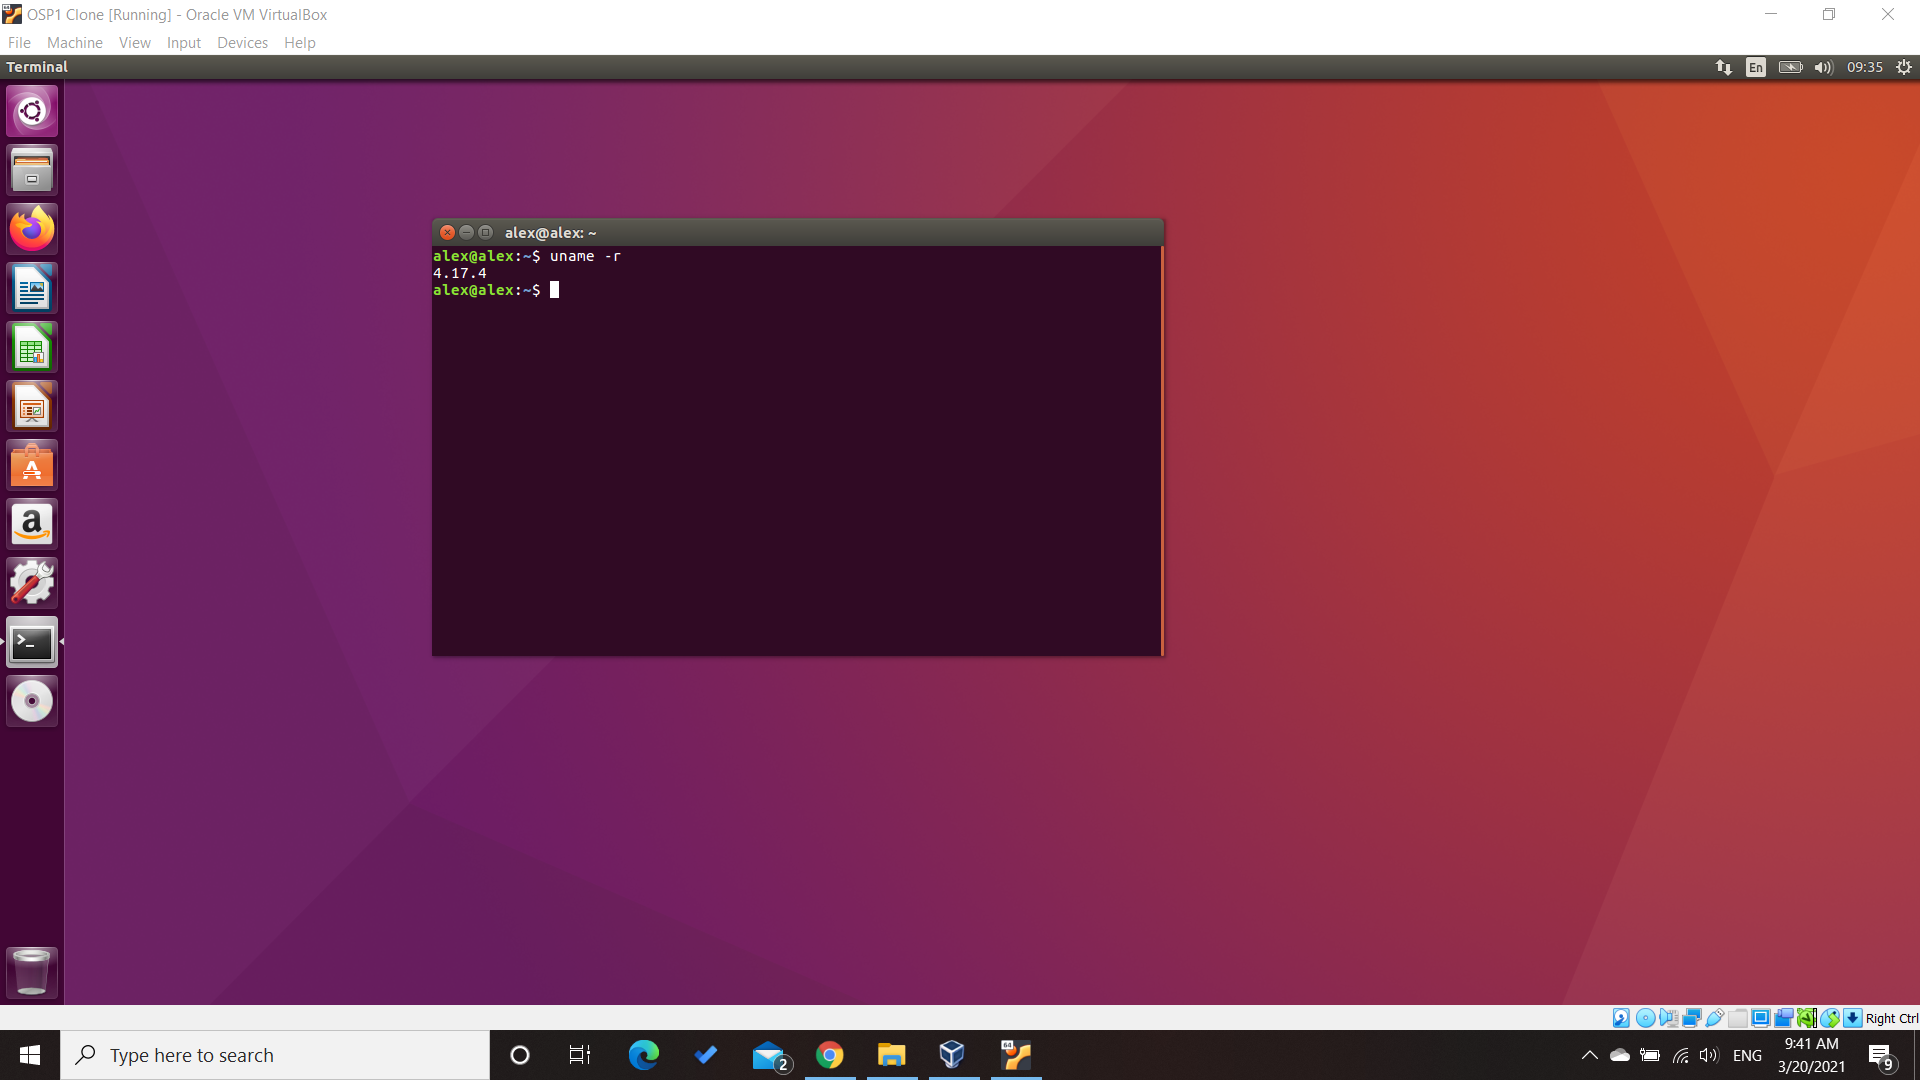 OSP1 Clone [Running] - Oracle VM VirtualBox
File Machine View Input Devices Help
Terminal
En
09:35
alex@alex: ~
alex@alex:~$ uname -r
4.17.4
alex@alex:~$
Right Ctrl
Type here to search
2
64
ENG
9:41 AM
3/20/2021
9